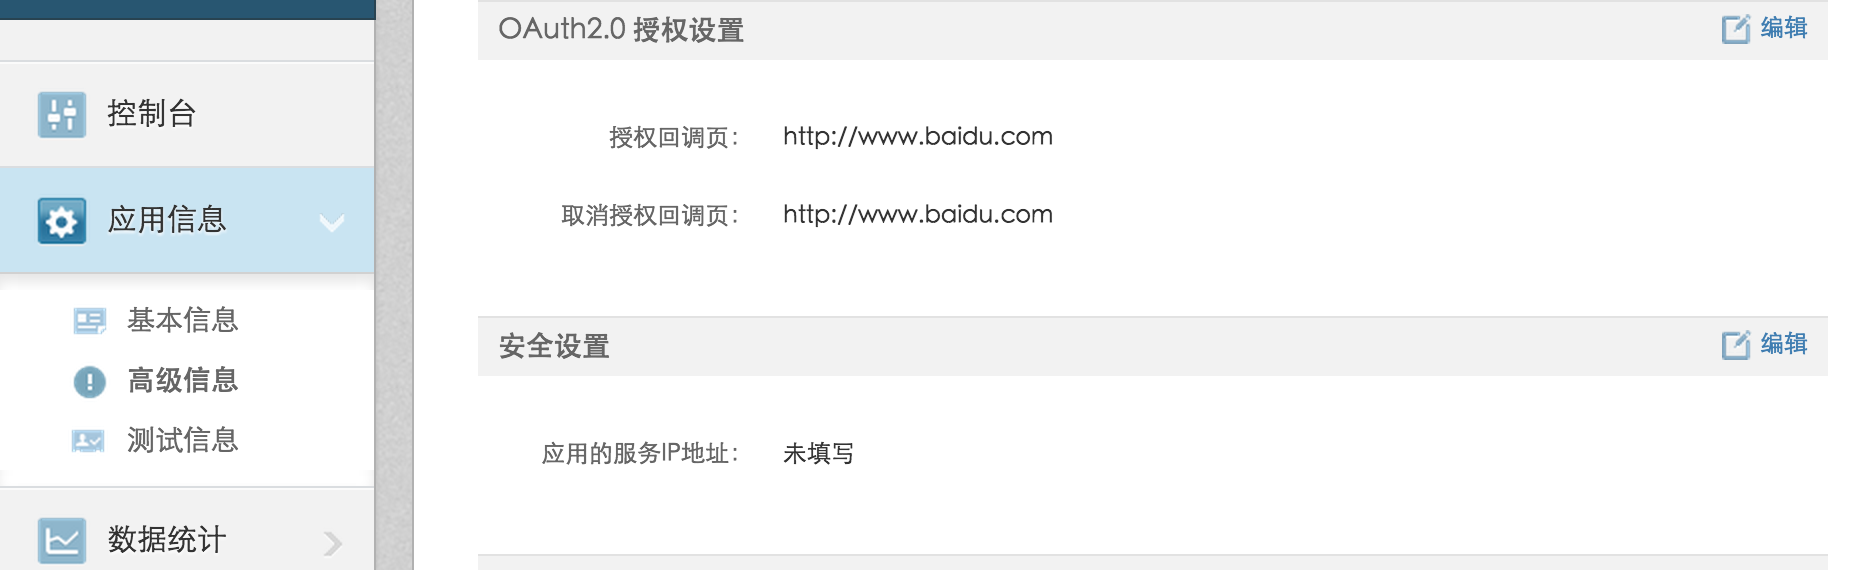 OAuth2.0 授权设置
编辑
控制台
授权回调页：
http://www.baidu.com
应用信息
取消授权回调页：
http://www.baidu.com
基本信息
安全设置
编辑
高级信息
测试信息
应用的服务IP地址：
未填写
数据统计